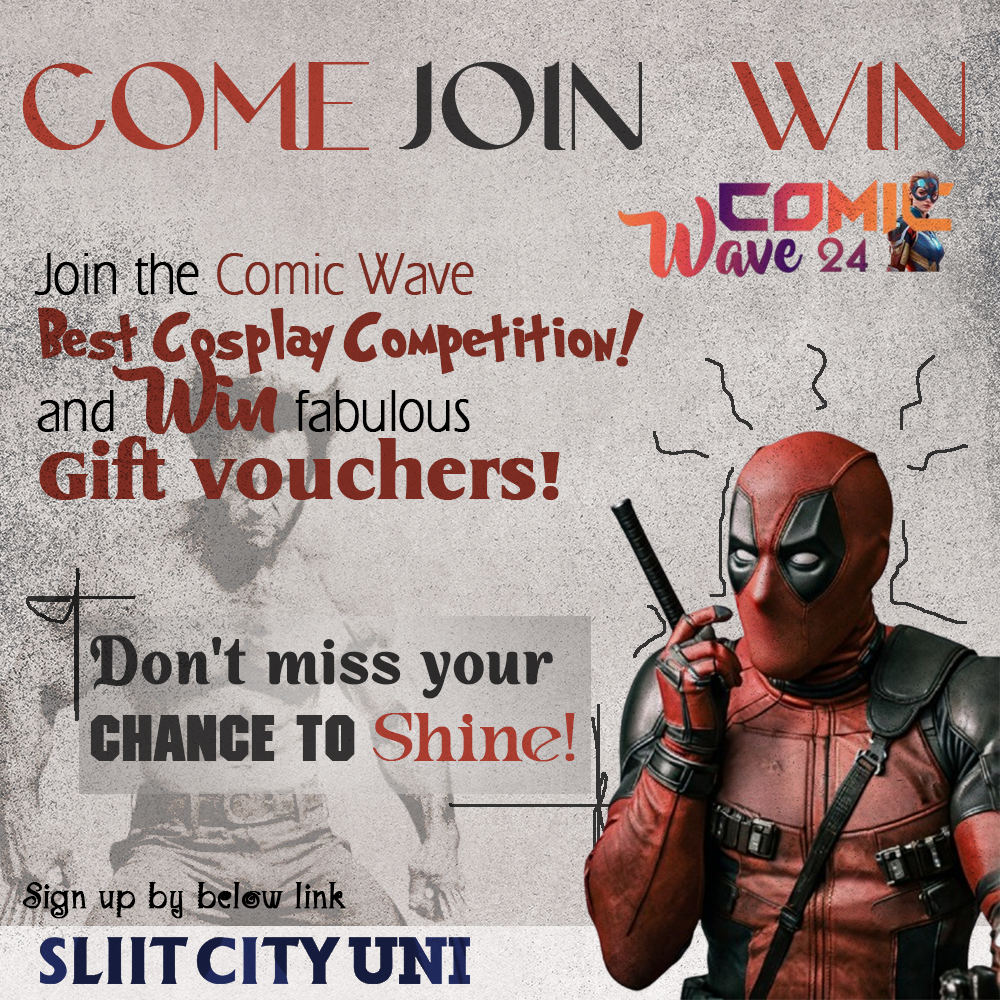 COME JOIN WIN
COMIC
Wave 24
Join the Comic Wave
Best Cosplay Competition!
and Win fabulous
Gift vouchers!
Don't miss your
CHANCE TO Shine!
Sign up by below link
SLIIT CITY UNI